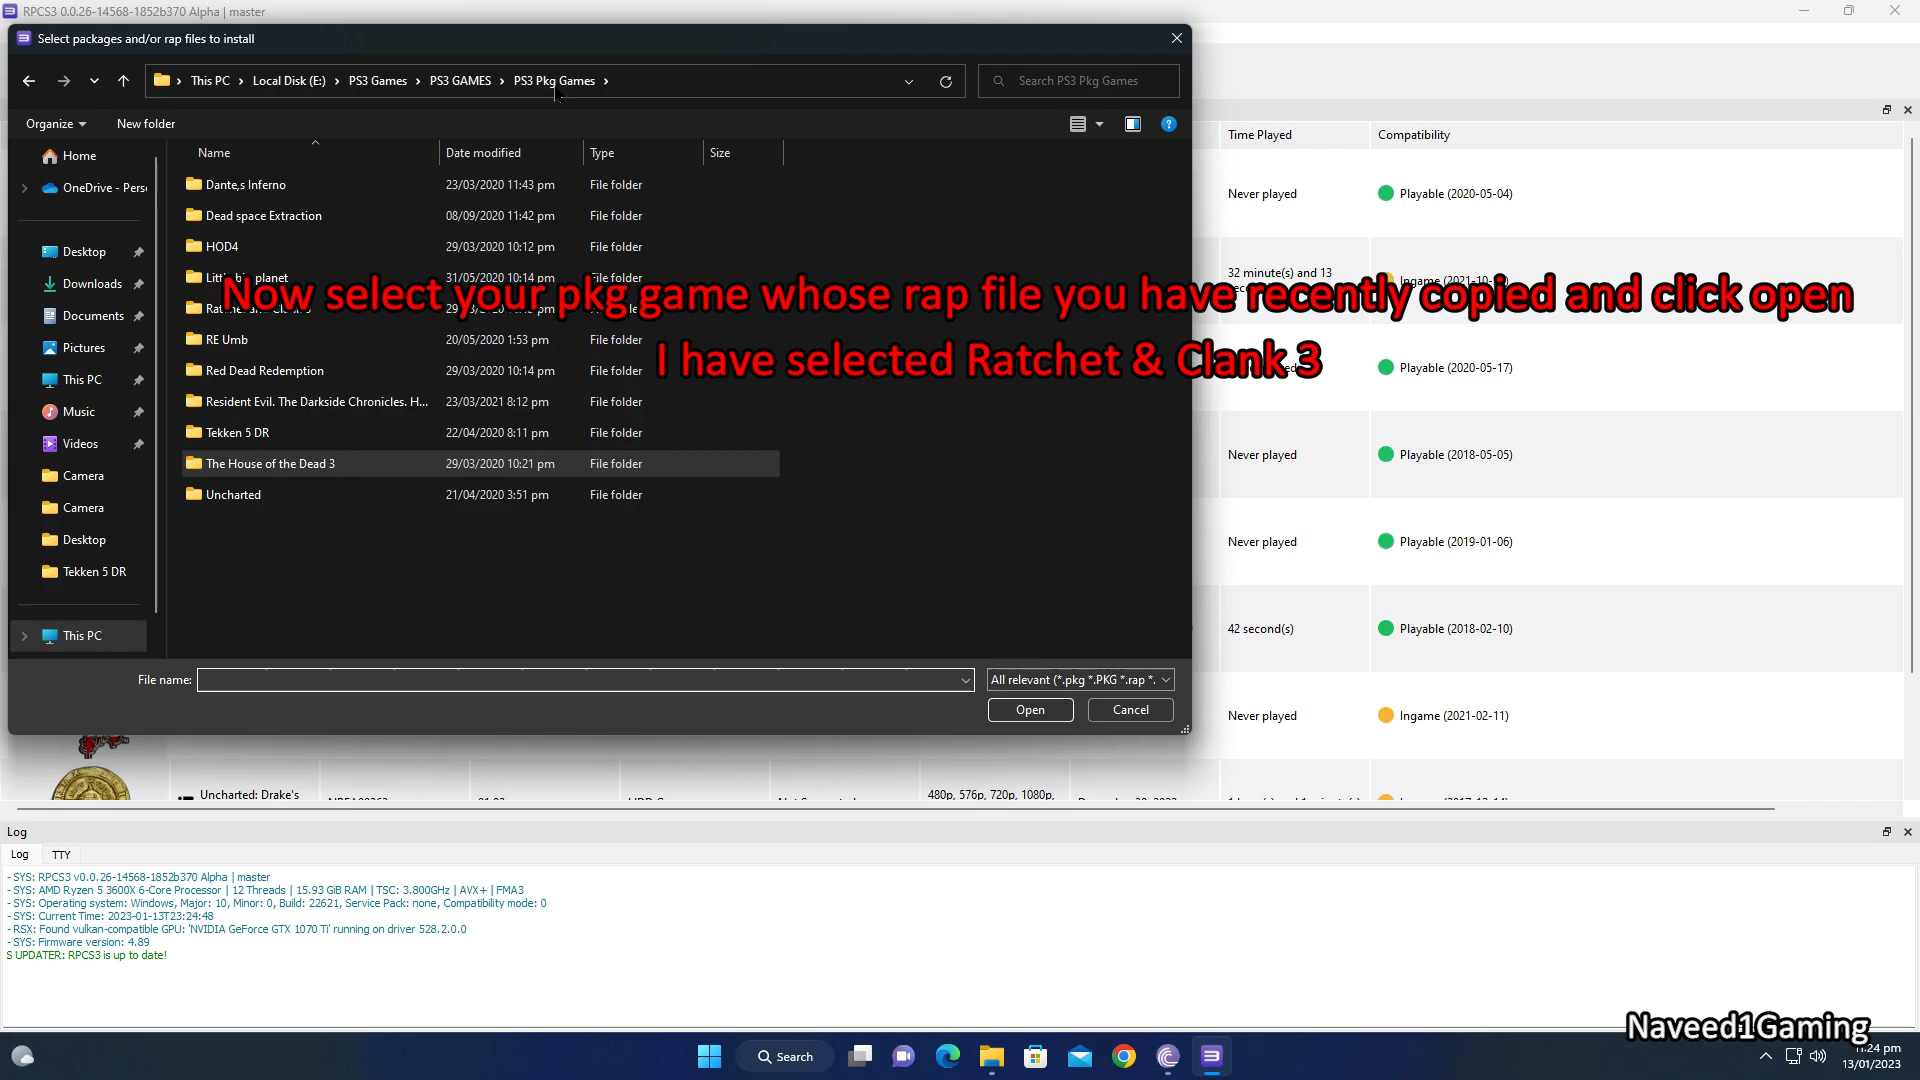 RPCS3 0.0.26-14568-1852b370 Alpha | master
Select packages and/or rap files to install
This PC > Local Disk (E:) > PS3 Games > PS3 GAMES > PS3 Pkg Games >
Search PS3 Pkg Games
Organize
New folder
Time Played
Compatibility
Name
Date modified
Type
Size
Home
OneDrive - Pers
Desktop
Downloads
Documents
Pictures
This PC
Music
Videos
Camera
Camera
Desktop
Tekken 5 DR
This PC
Dante,s Inferno 23/03/2020 11:43 pm File folder
Dead space Extraction 08/09/2020 11:42 pm File folder
HOD4 29/03/2020 10:12 pm File folder
planet 31/05/2020 10:14 pm File folder
RE Umb 20/05/2020 1:53 pm File folder
Red Dead Redemption 29/03/2020 10:14 pm File folder
Resident Evil. The Darkside Chronicles. H... 23/03/2021 8:12 pm File folder
Tekken 5 DR 22/04/2020 8:11 pm File folder
The House of the Dead 3 29/03/2020 10:21 pm File folder
Uncharted 21/04/2020 3:51 pm File folder
Now select your pkg game whose rap file you have recently copied and click open
I have selected Ratchet & Clank 3
Never played Playable (2020-05-04)
32 minute(s) and 13
Playable (2020-05-17)
Never played Playable (2018-05-05)
Never played Playable (2019-01-06)
42 second(s) Playable (2018-02-10)
Never played Ingame (2021-02-11)
File name:
All relevant (*.pkg *.PKG *.rap *.
Open
Cancel
Uncharted: Drake's
480p, 576p, 720p, 1080p,
Log
Log
TTY
- SYS: RPCS3 v0.0.26-14568-1852b370 Alpha | master
- SYS: AMD Ryzen 5 3600X 6-Core Processor | 12 Threads | 15.93 GiB RAM | TSC: 3.800GHz | AVX+ | FMA3
- SYS: Operating system: Windows, Major: 10, Minor: 0, Build: 22621, Service Pack: none, Compatibility mode: 0
- SYS: Current Time: 2023-01-13T23:24:48
- RSX: Found vulkan-compatible GPU: 'NVIDIA GeForce GTX 1070 Ti' running on driver 528.2.0.0
- SYS: Firmware version: 4.89
S UPDATER: RPCS3 is up to date!
Naveed1Gaming
Search
:24 pm
13/01/2023